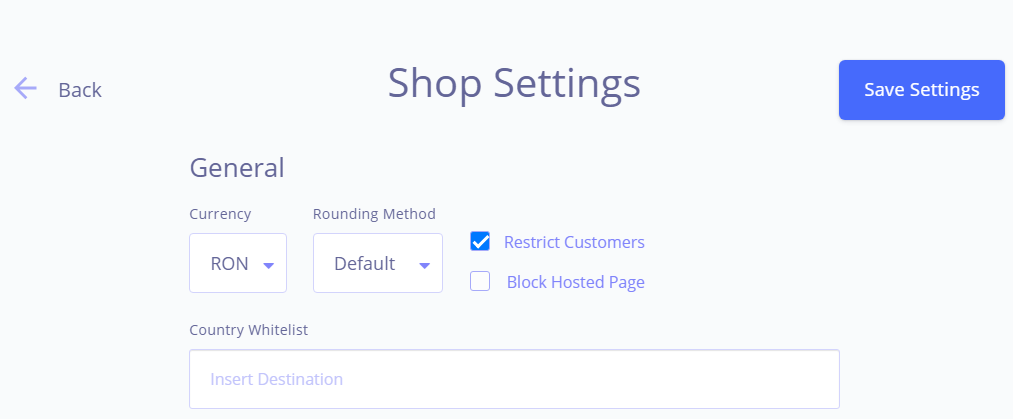 Back
Shop Settings
Save Settings
General
Currency
Rounding Method
RON
Default
Restrict Customers
Block Hosted Page
Country Whitelist
Insert Destination